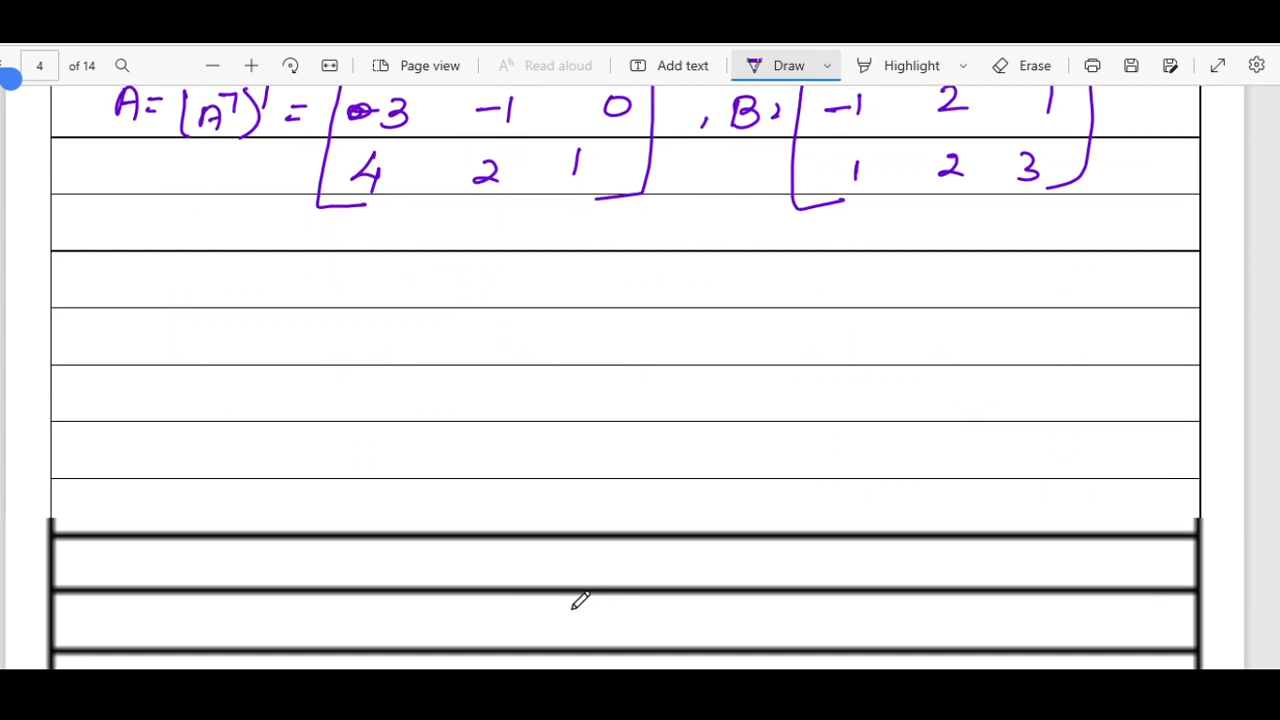 4 of 14 Page view Read aloud Add text Draw Highlight Erase
A = (A⊤)' = [ 3 -1 0 , B = [ -1 2 1
4 2 1 ] 1 2 3 ]